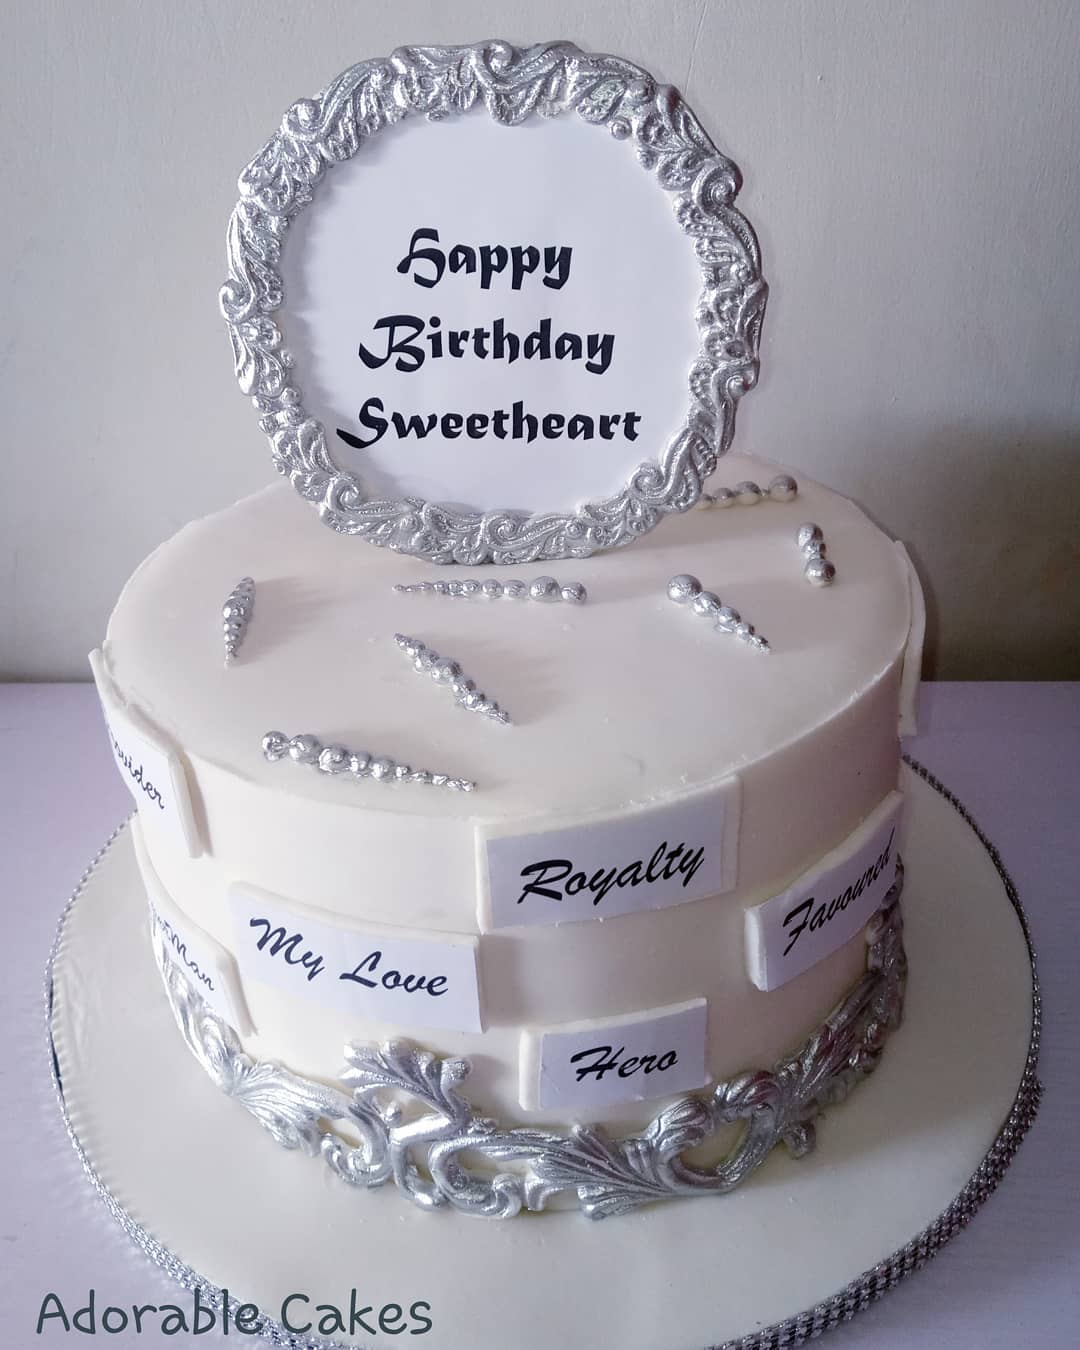 Happy
Birthday
Sweetheart
Royalty
Favoured
My Love
Hero
Adorable Cakes